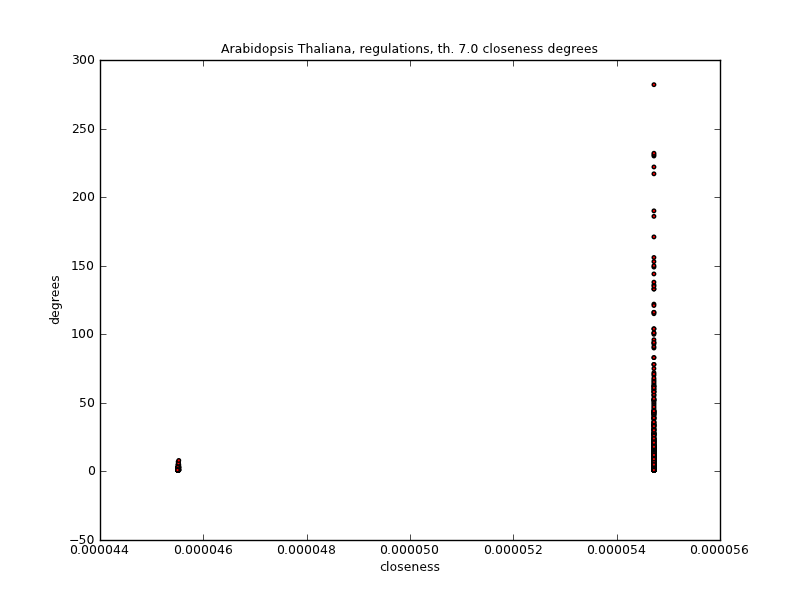 Arabidopsis Thaliana, regulations, th. 7.0 closeness degrees
300
250
200
150
100
50
0
−50
degrees
0.000044 0.000046 0.000048 0.000050 0.000052 0.000054 0.000056
closeness